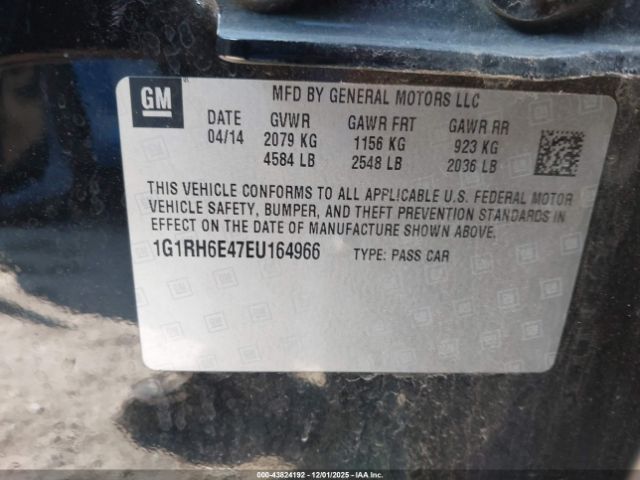 GM
MFD BY GENERAL MOTORS LLC
DATE GVWR GAWR FRT GAWR RR
04/14 2079 KG 1156 KG 923 KG
4584 LB 2548 LB 2036 LB
THIS VEHICLE CONFORMS TO ALL APPLICABLE U.S. FEDERAL MOTOR
VEHICLE SAFETY, BUMPER, AND THEFT PREVENTION STANDARDS IN
EFFECT ON THE DATE OF MANUFACTURE SHOWN ABOVE.
1G1RH6E47EU164966 TYPE: PASS CAR
000-43824192 - 12/01/2025 - IAA Inc.